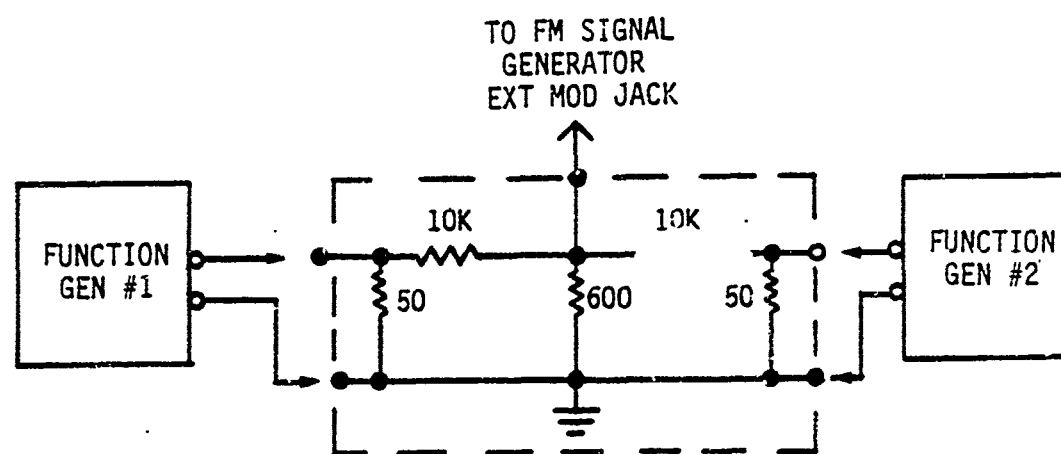 TO FM SIGNAL
GENERATOR
EXT MOD JACK
10K
10K
FUNCTION
GEN #1
50
600
50
FUNCTION
GEN #2